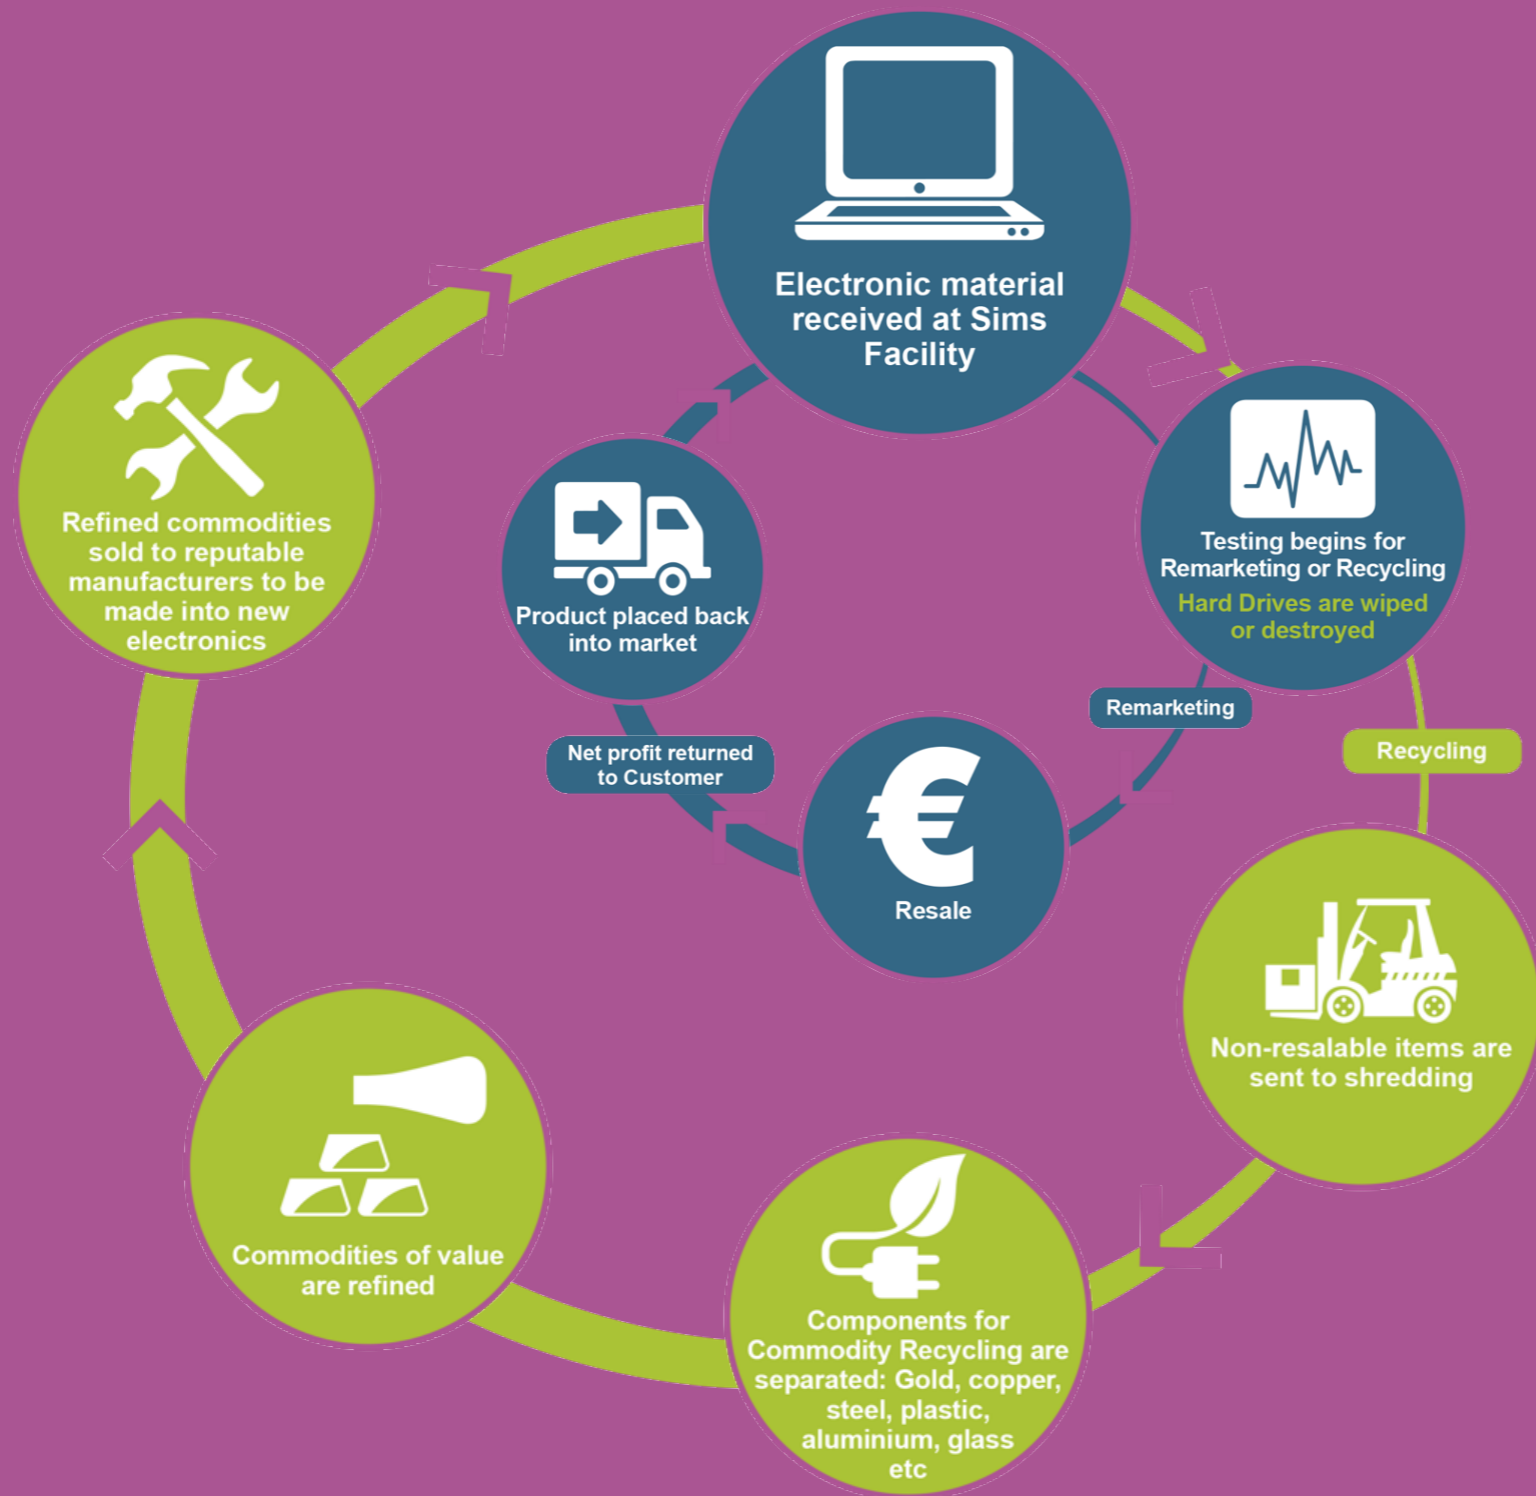 Electronic material
received at Sims
Facility
Testing begins for
Remarketing or Recycling
Hard Drives are wiped
or destroyed
Remarketing
Recycling
Resale
Net profit returned
to Customer
Product placed back
into market
Non-resalable items are
sent to shredding
Components for
Commodity Recycling are
separated: Gold, copper,
steel, plastic,
aluminium, glass
etc
Commodities of value
are refined
Refined commodities
sold to reputable
manufacturers to be
made into new
electronics